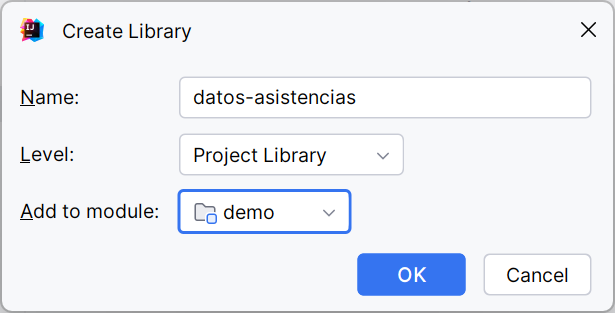 Create Library
Name: datos-asistencias
Level: Project Library
Add to module: demo
OK Cancel